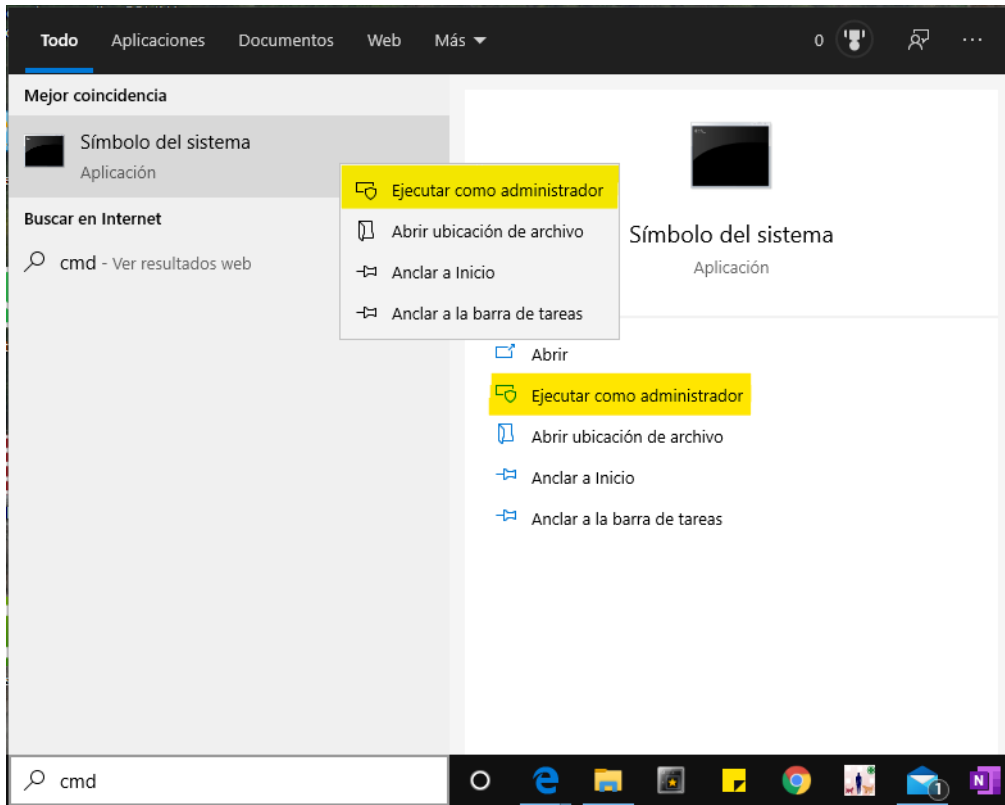 Todo Aplicaciones Documentos Web Más 0 ...
Mejor coincidencia
Símbolo del sistema
Aplicación
Buscar en Internet
cmd - Ver resultados web
Ejecutar como administrador
Abrir ubicación de archivo
Anclar a Inicio
Anclar a la barra de tareas
Símbolo del sistema
Aplicación
Abrir
Ejecutar como administrador
Abrir ubicación de archivo
Anclar a Inicio
Anclar a la barra de tareas
cmd
1
N